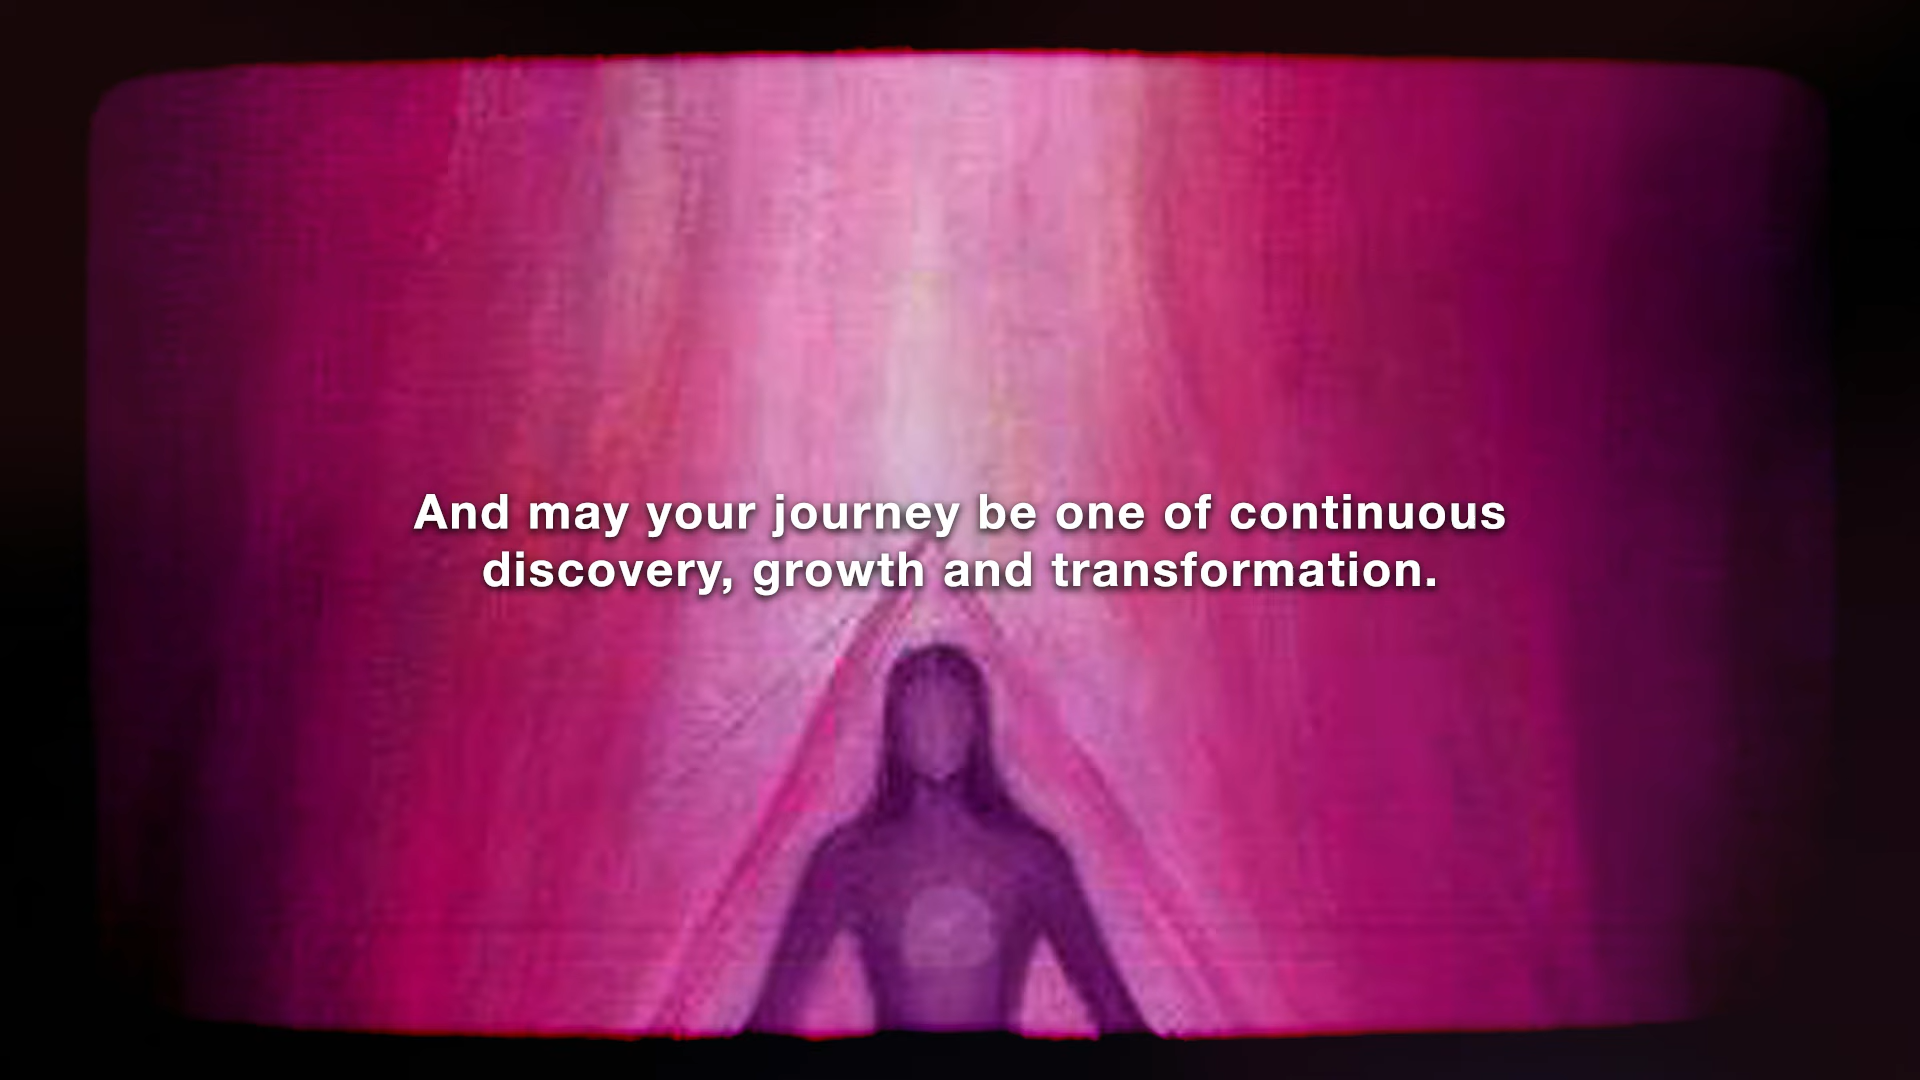 And may your journey be one of continuous
discovery, growth and transformation.